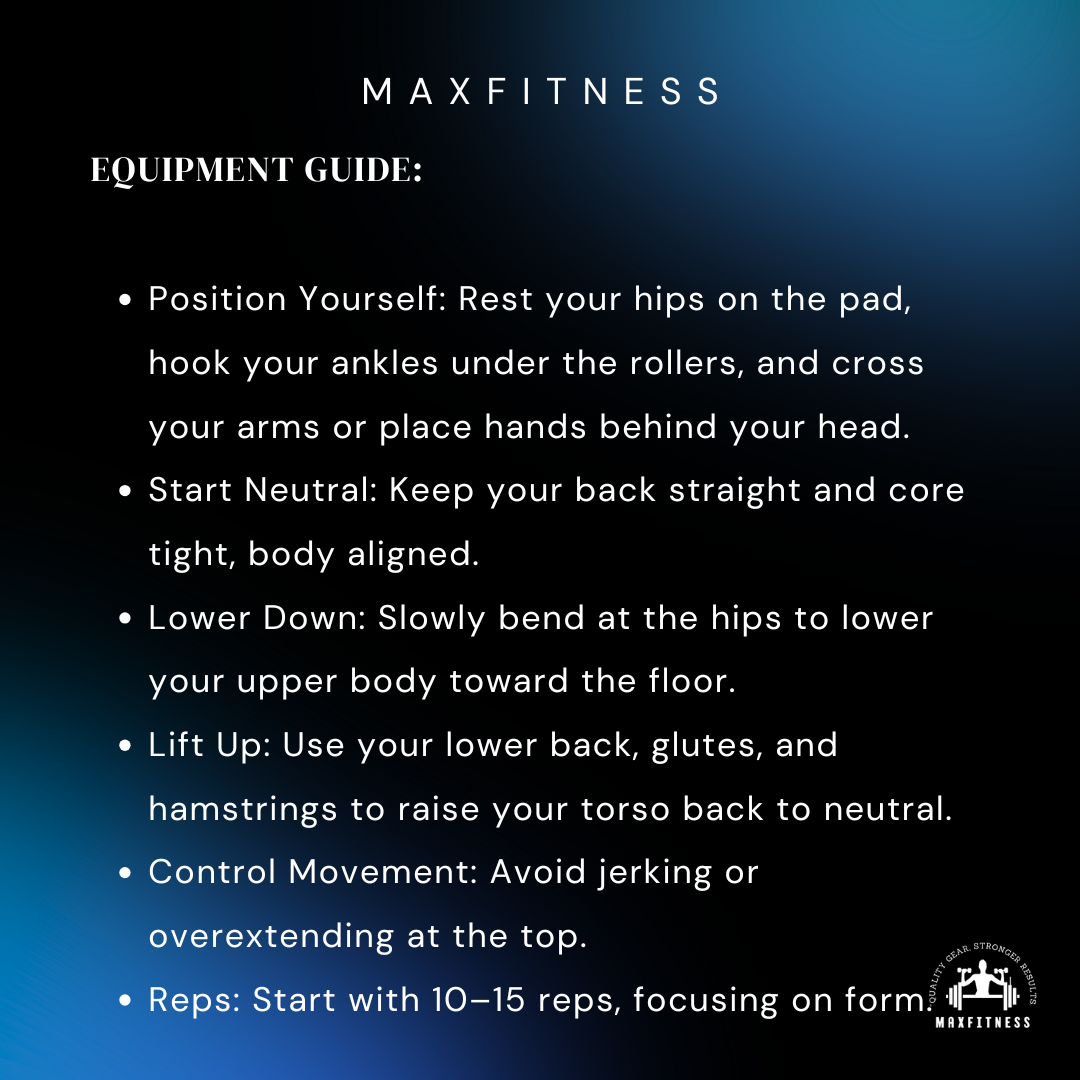 MAXFITNESS
EQUIPMENT GUIDE:
• Position Yourself: Rest your hips on the pad,
hook your ankles under the rollers, and cross
your arms or place hands behind your head.
• Start Neutral: Keep your back straight and core
tight, body aligned.
• Lower Down: Slowly bend at the hips to lower
your upper body toward the floor.
• Lift Up: Use your lower back, glutes, and
hamstrings to raise your torso back to neutral.
• Control Movement: Avoid jerking or
overextending at the top.
• Reps: Start with 10–15 reps, focusing on form.
QUALITY GEAR. STRONGER RESULTS
MAXFITNESS